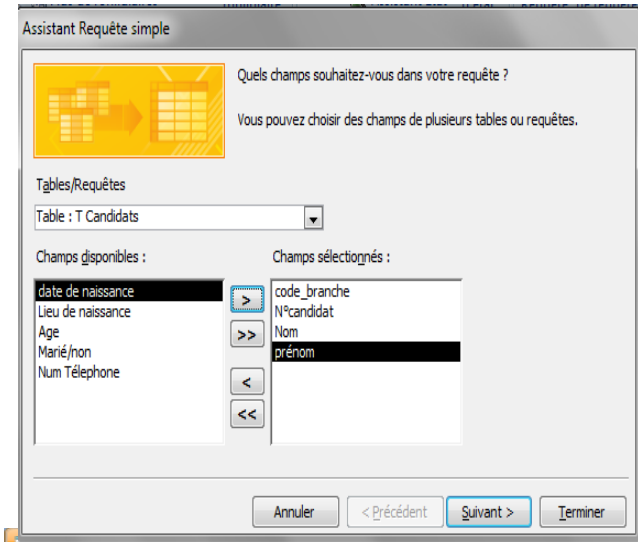 Assistant Requête simple
Quels champs souhaitez-vous dans votre requête ?
Vous pouvez choisir des champs de plusieurs tables ou requêtes.
Tables/Requêtes
Table : T Candidats
Champs disponibles :
Champs sélectionnés :
date de naissance
Lieu de naissance
Age
Marié/non
Num Télephone
>
>>
<
<<
code_branche
N°candidat
Nom
prénom
Annuler
< Précédent
Suivant >
Terminer